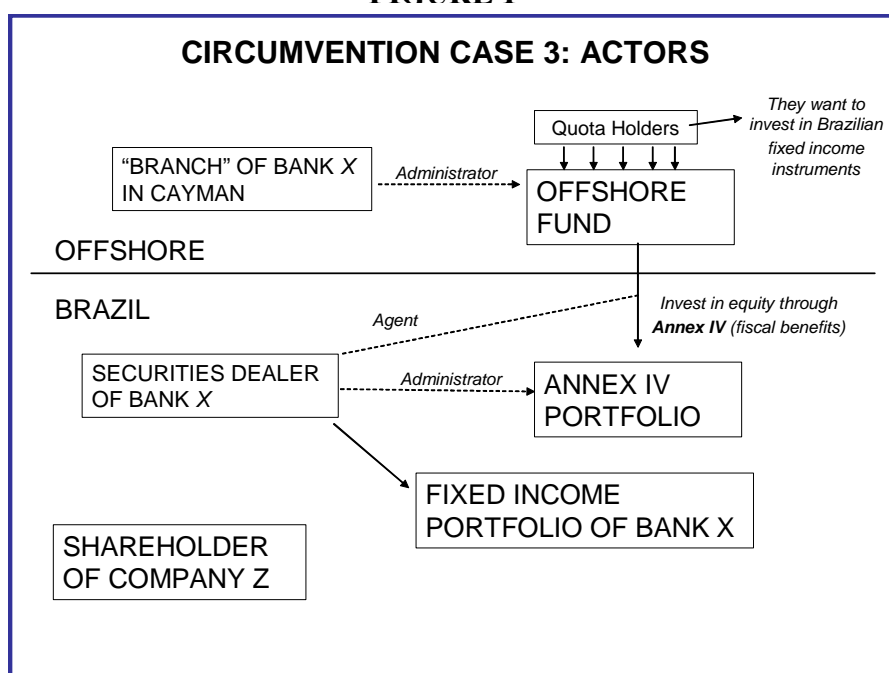 CIRCUMVENTION CASE 3: ACTORS
Quota Holders
They want to
invest in Brazilian
fixed income
instruments
"BRANCH" OF BANK X
IN CAYMAN
Administrator
OFFSHORE
FUND
OFFSHORE
BRAZIL
Agent
Invest in equity through
Annex IV (fiscal benefits)
SECURITIES DEALER
OF BANK X
Administrator
ANNEX IV
PORTFOLIO
FIXED INCOME
PORTFOLIO OF BANK X
SHAREHOLDER
OF COMPANY Z